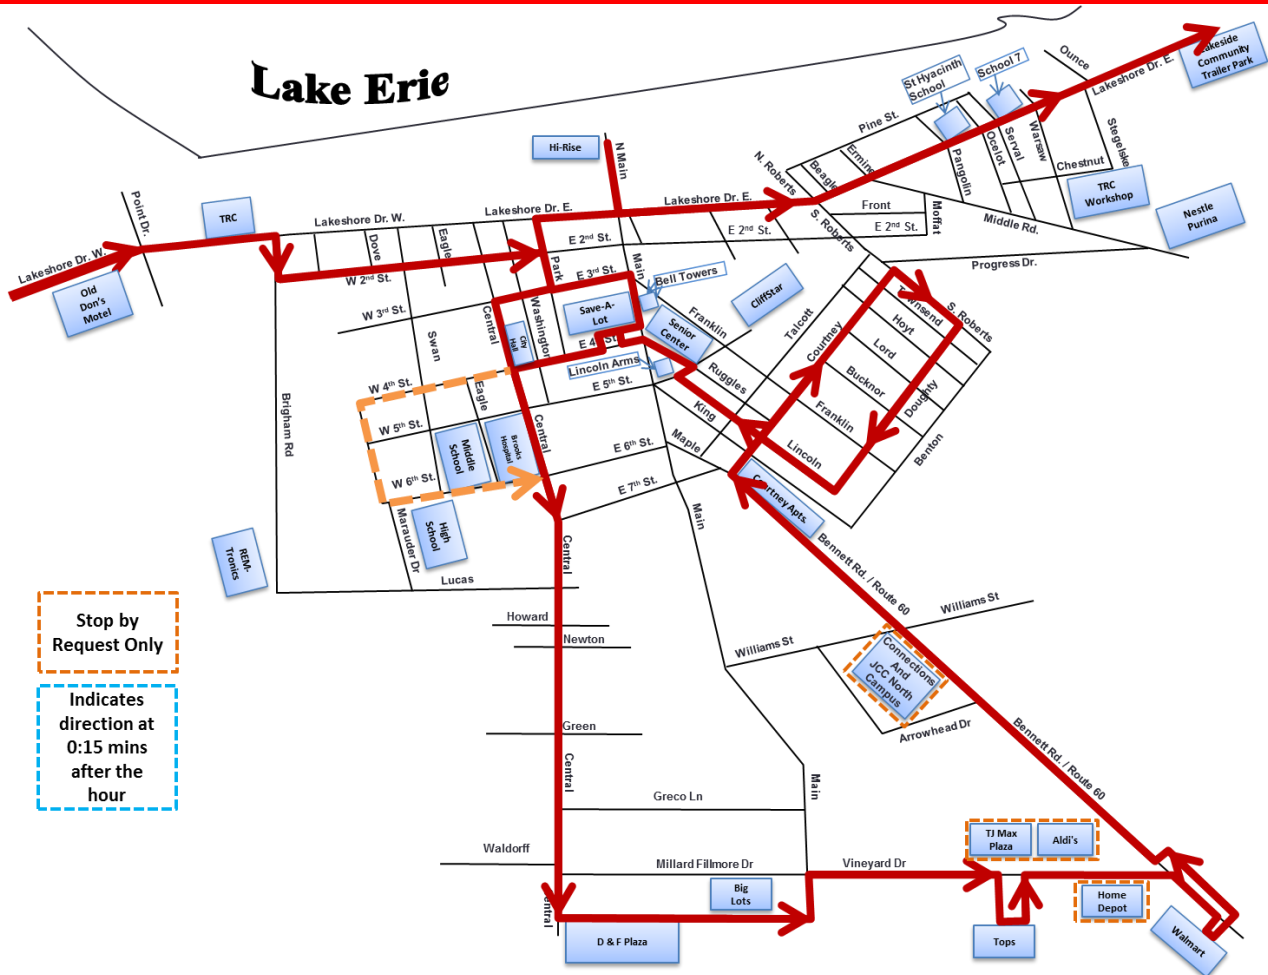 Lake Erie
Ounce
Lakeside
Community
Trailer Park
Lakeshore Dr. E.
School 7
St Hyacinth
School
Pine St.
Stegelske
Warsaw
Serval
Ocelot
Pangolin
Chestnut
TRC
Workshop
Nestle
Purina
Ermine
Beagle
N. Roberts
Hi-Rise
N Main
Point Dr.
TRC
Lakeshore Dr. W.
Lakeshore Dr. E.
Lakeshore Dr. E.
Front
Moffat
Middle Rd.
S. Roberts
E 2nd St.
E 2nd St.
E 2nd St.
Progress Dr.
Dove
Eagle
Lakeshore Dr. W.
Old
Don's
Motel
W 2nd St.
Park
E 3rd St.
Main
Bell Towers
CliffStar
W 3rd St.
Central
Washington
Save-A-
Lot
Senior
Center
Franklin
Talcott
Courtney
Townsend
S. Roberts
Hoyt
Lord
Bucknor
Doughty
Franklin
Benton
City
Hall
E 4th St.
Lincoln Arms
E 5th St.
Ruggles
King
Maple
Lincoln
Swan
W 4th St.
Eagle
W 5th St.
W 6th St.
Middle
School
Brooks
Hospital
Central
E 6th St.
E 7th St.
Brigham Rd
Marauder Dr
High
School
REM-
Tronics
Lucas
Main
Courtney Apts.
Bennett Rd. / Route 60
Central
Howard
Newton
Williams St
Williams St
Connections
And
JCC North
Campus
Arrowhead Dr
Stop by
Request Only
Indicates
direction at
0:15 mins
after the
hour
Green
Central
Greco Ln
Main
Bennett Rd. / Route 60
Waldorff
Millard Fillmore Dr
Vineyard Dr
TJ Max
Plaza
Aldi's
Big
Lots
Home
Depot
Central
D & F Plaza
Tops
Walmart